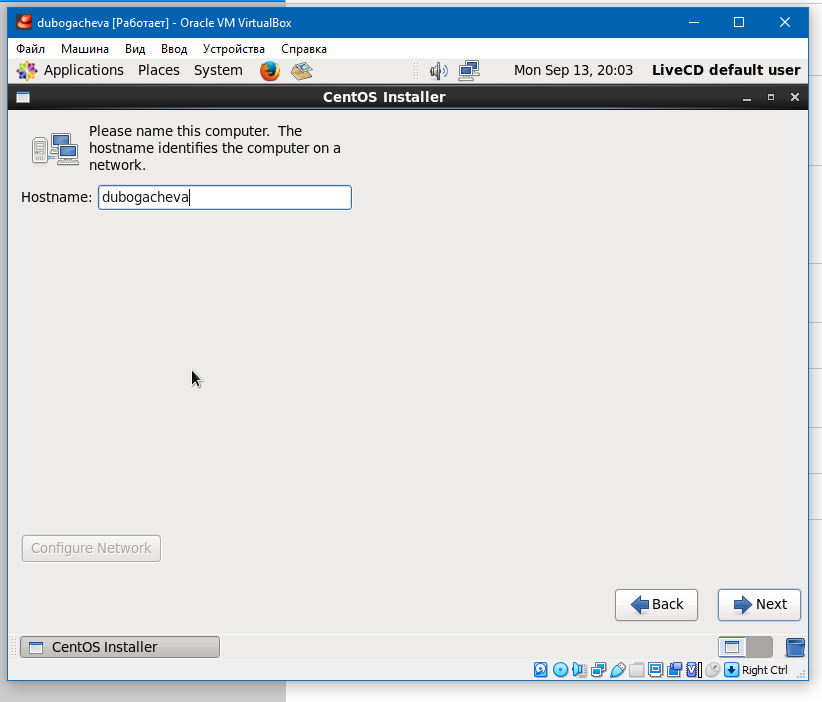 dubogacheva [Работает] - Oracle VM VirtualBox
Файл Машина Вид Ввод Устройства Справка
Applications Places System Mon Sep 13, 20:03 LiveCD default user
CentOS Installer
Please name this computer. The
hostname identifies the computer on a
network.
Hostname: dubogacheva
Configure Network
Back Next
CentOS Installer
Right Ctrl